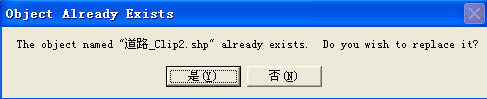 Object Already Exists
The object named "道路_Clip2.shp" already exists.  Do you wish to replace it?
是(Y)
否(N)